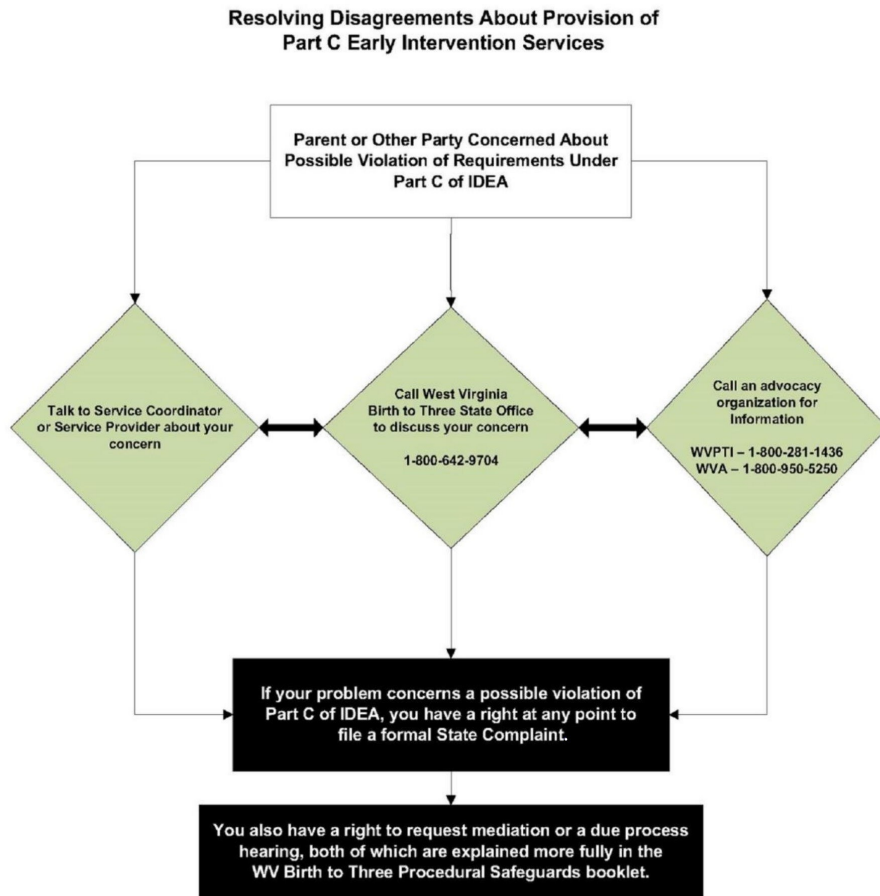 Resolving Disagreements About Provision of
Part C Early Intervention Services
Parent or Other Party Concerned About
Possible Violation of Requirements Under
Part C of IDEA
Talk to Service Coordinator
or Service Provider about your
concern
Call West Virginia
Birth to Three State Office
to discuss your concern
1-800-642-9704
Call an advocacy
organization for
Information
WVPTI – 1-800-281-1436
WVA – 1-800-950-5250
If your problem concerns a possible violation of
Part C of IDEA, you have a right at any point to
file a formal State Complaint.
You also have a right to request mediation or a due process
hearing, both of which are explained more fully in the
WV Birth to Three Procedural Safeguards booklet.